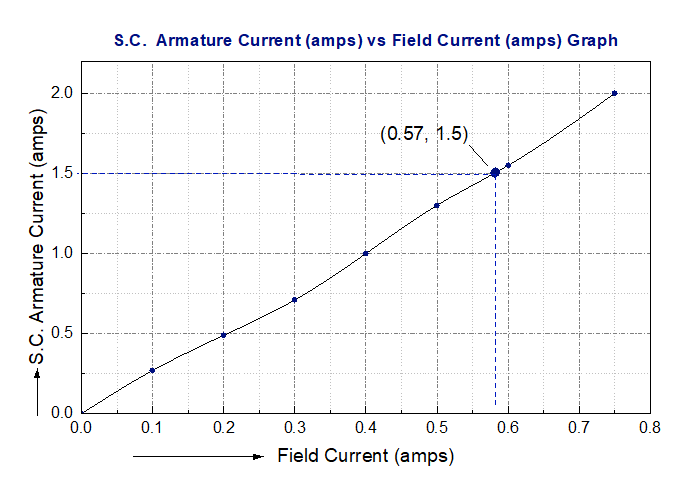 S.C.  Armature Current (amps) vs Field Current (amps) Graph
S.C. Armature Current (amps)
2.0
1.5
1.0
0.5
0.0
(0.57, 1.5)
0.0 0.1 0.2 0.3 0.4 0.5 0.6 0.7 0.8
Field Current (amps)